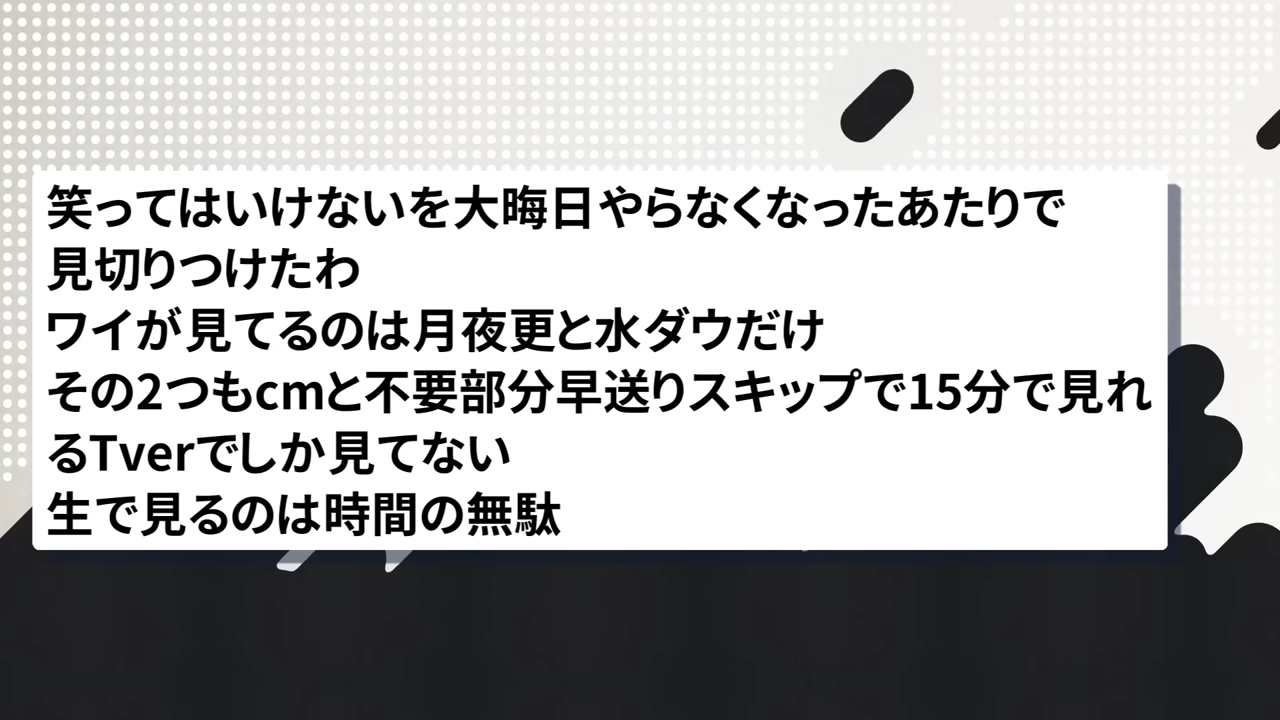 笑ってはいけないを大晦日やらなくなったあたりで
見切りつけたわ
ワイが見てるのは月夜更と水ダウだけ
その2つもcmと不要部分早送りスキップで15分で見れ
るTverでしか見てない
生で見るのは時間の無駄